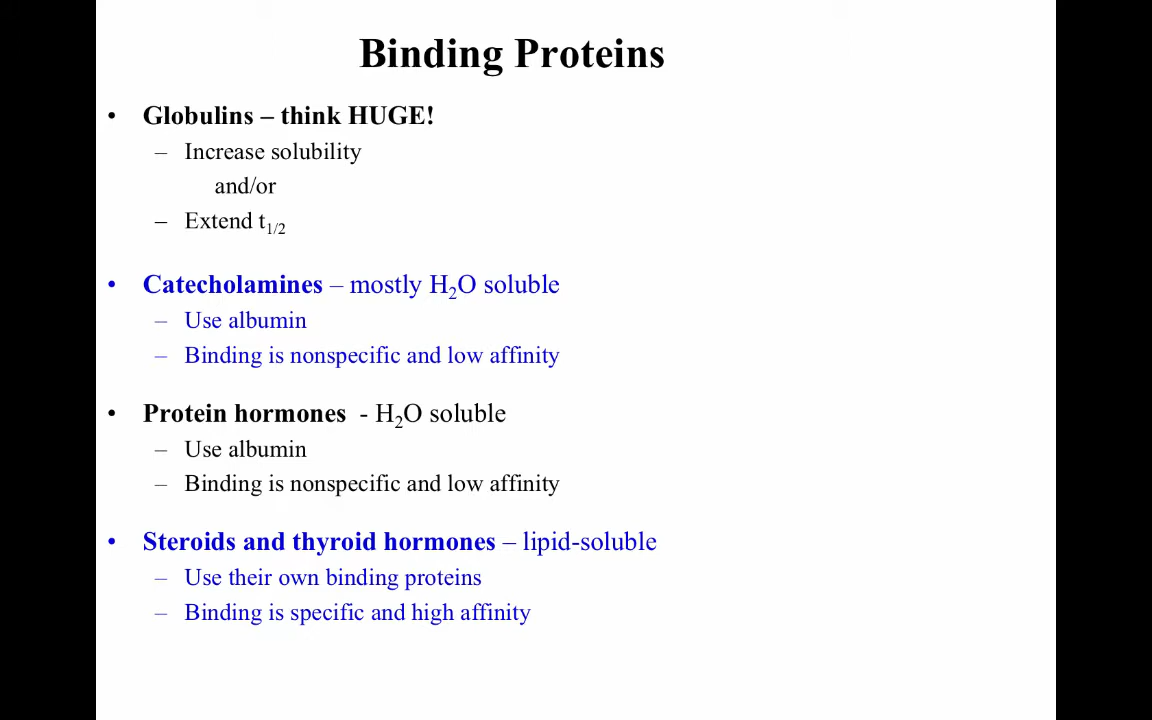 Binding Proteins
• Globulins – think HUGE!
– Increase solubility
and/or
– Extend t1/2
• Catecholamines – mostly H2O soluble
– Use albumin
– Binding is nonspecific and low affinity
• Protein hormones - H2O soluble
– Use albumin
– Binding is nonspecific and low affinity
• Steroids and thyroid hormones – lipid-soluble
– Use their own binding proteins
– Binding is specific and high affinity